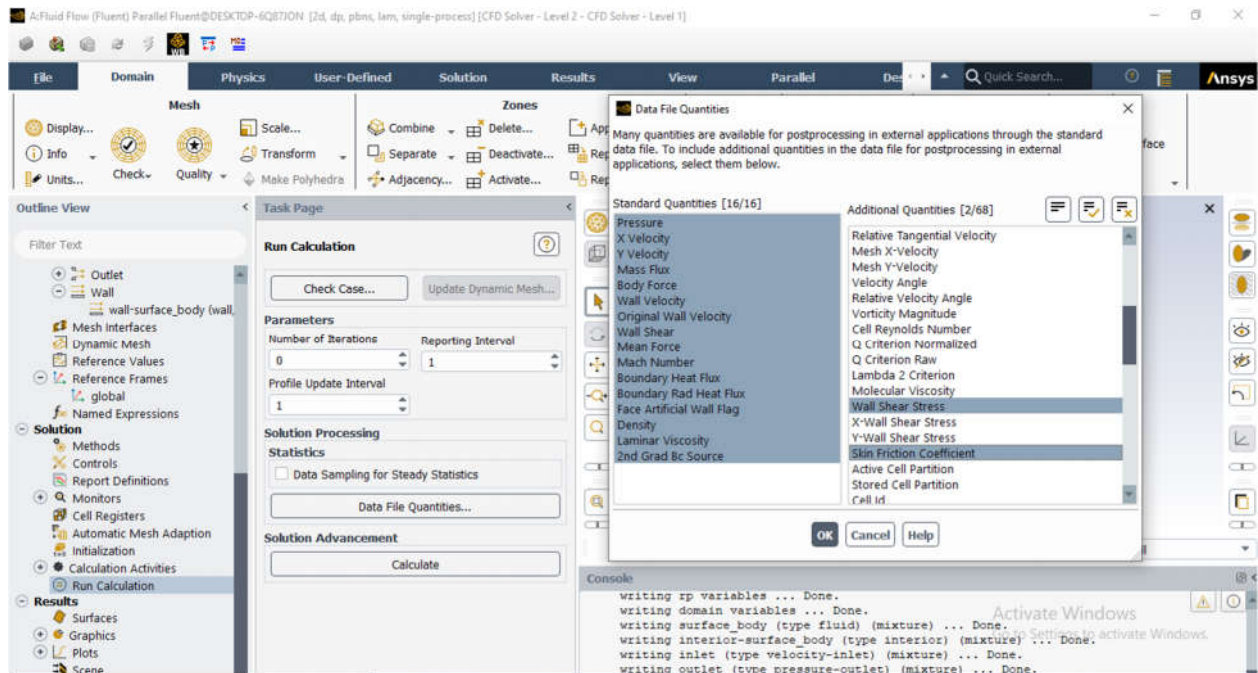 A:Fluid Flow (Fluent) Parallel Fluent@DESKTOP-6Q87JON [2d, dp, pbns, lam, single-process] [CFD Solver - Level 2 - CFD Solver - Level 1]
WB
File Domain Physics User-Defined Solution Results View Parallel Des Quick Search... Ansys
Mesh
Zones
Display...
Info
Units...
Check
Quality
Scale...
Transform
Make Polyhedra
Combine
Separate
Adjacency...
Delete...
Deactivate...
Activate...
App
Rep
Rep
face
Outline View
Filter Text
Outlet
Wall
wall-surface_body (wall,
Mesh Interfaces
Dynamic Mesh
Reference Values
Reference Frames
global
Named Expressions
Solution
Methods
Controls
Report Definitions
Monitors
Cell Registers
Automatic Mesh Adaption
Initialization
Calculation Activities
Run Calculation
Results
Surfaces
Graphics
Plots
Scene
Task Page
Run Calculation
Check Case...
Update Dynamic Mesh...
Parameters
Number of Iterations
Reporting Interval
0
1
Profile Update Interval
1
Solution Processing
Statistics
Data Sampling for Steady Statistics
Data File Quantities...
Solution Advancement
Calculate
Data File Quantities
Many quantities are available for postprocessing in external applications through the standard
data file. To include additional quantities in the data file for postprocessing in external
applications, select them below.
Standard Quantities [16/16]
Pressure
X Velocity
Y Velocity
Mass Flux
Body Force
Wall Velocity
Original Wall Velocity
Wall Shear
Mean Force
Mach Number
Boundary Heat Flux
Boundary Rad Heat Flux
Face Artificial Wall Flag
Density
Laminar Viscosity
2nd Grad Bc Source
Additional Quantities [2/68]
Relative Tangential Velocity
Mesh X-Velocity
Mesh Y-Velocity
Velocity Angle
Relative Velocity Angle
Vorticity Magnitude
Cell Reynolds Number
Q Criterion Normalized
Q Criterion Raw
Lambda 2 Criterion
Molecular Viscosity
Wall Shear Stress
X-Wall Shear Stress
Y-Wall Shear Stress
Skin Friction Coefficient
Active Cell Partition
Stored Cell Partition
Cell Id
OK Cancel Help
Console
writing rp variables ... Done.
writing domain variables ... Done.
writing surface_body (type fluid) (mixture) ... Done.
writing interior-surface_body (type interior) (mixture) ... Done.
writing inlet (type velocity-inlet) (mixture) ... Done.
writing outlet (type pressure-outlet) (mixture) ... Done.
Activate Windows
Go to Settings to activate Windows.